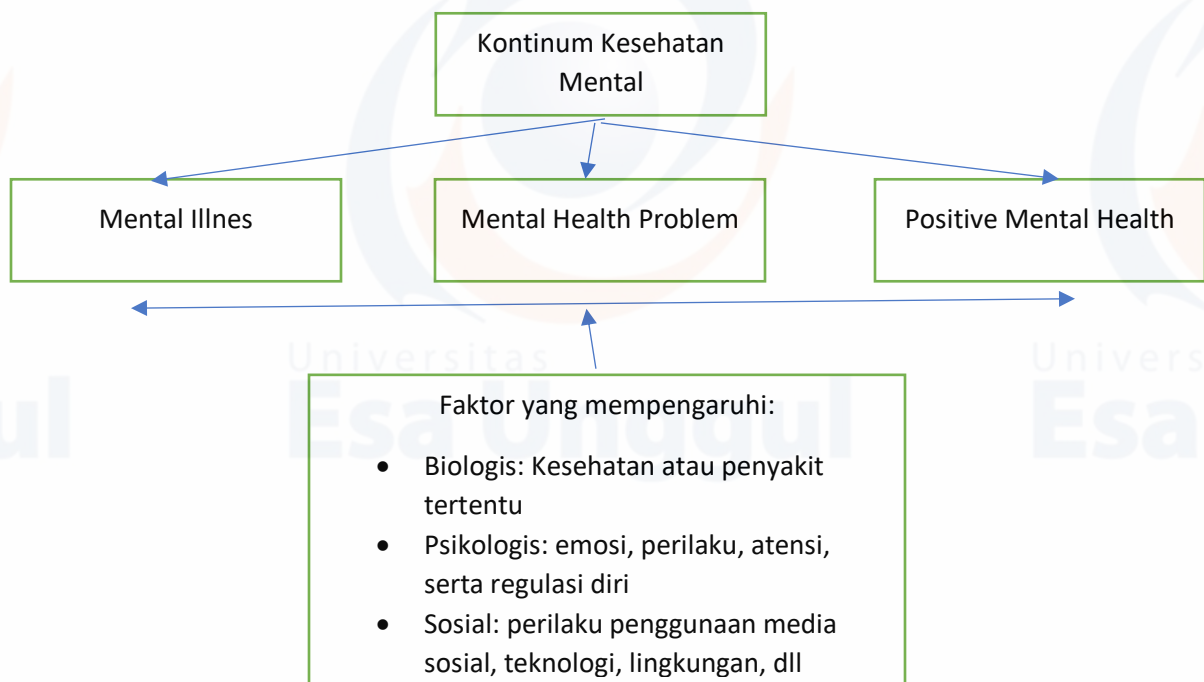 Kontinum Kesehatan
Mental
Mental Illnes
Mental Health Problem
Positive Mental Health
Universitas
Esa Unggul
Univers
Esa
ul
Faktor yang mempengaruhi:
• Biologis: Kesehatan atau penyakit
tertentu
• Psikologis: emosi, perilaku, atensi,
serta regulasi diri
• Sosial: perilaku penggunaan media
sosial, teknologi, lingkungan, dll